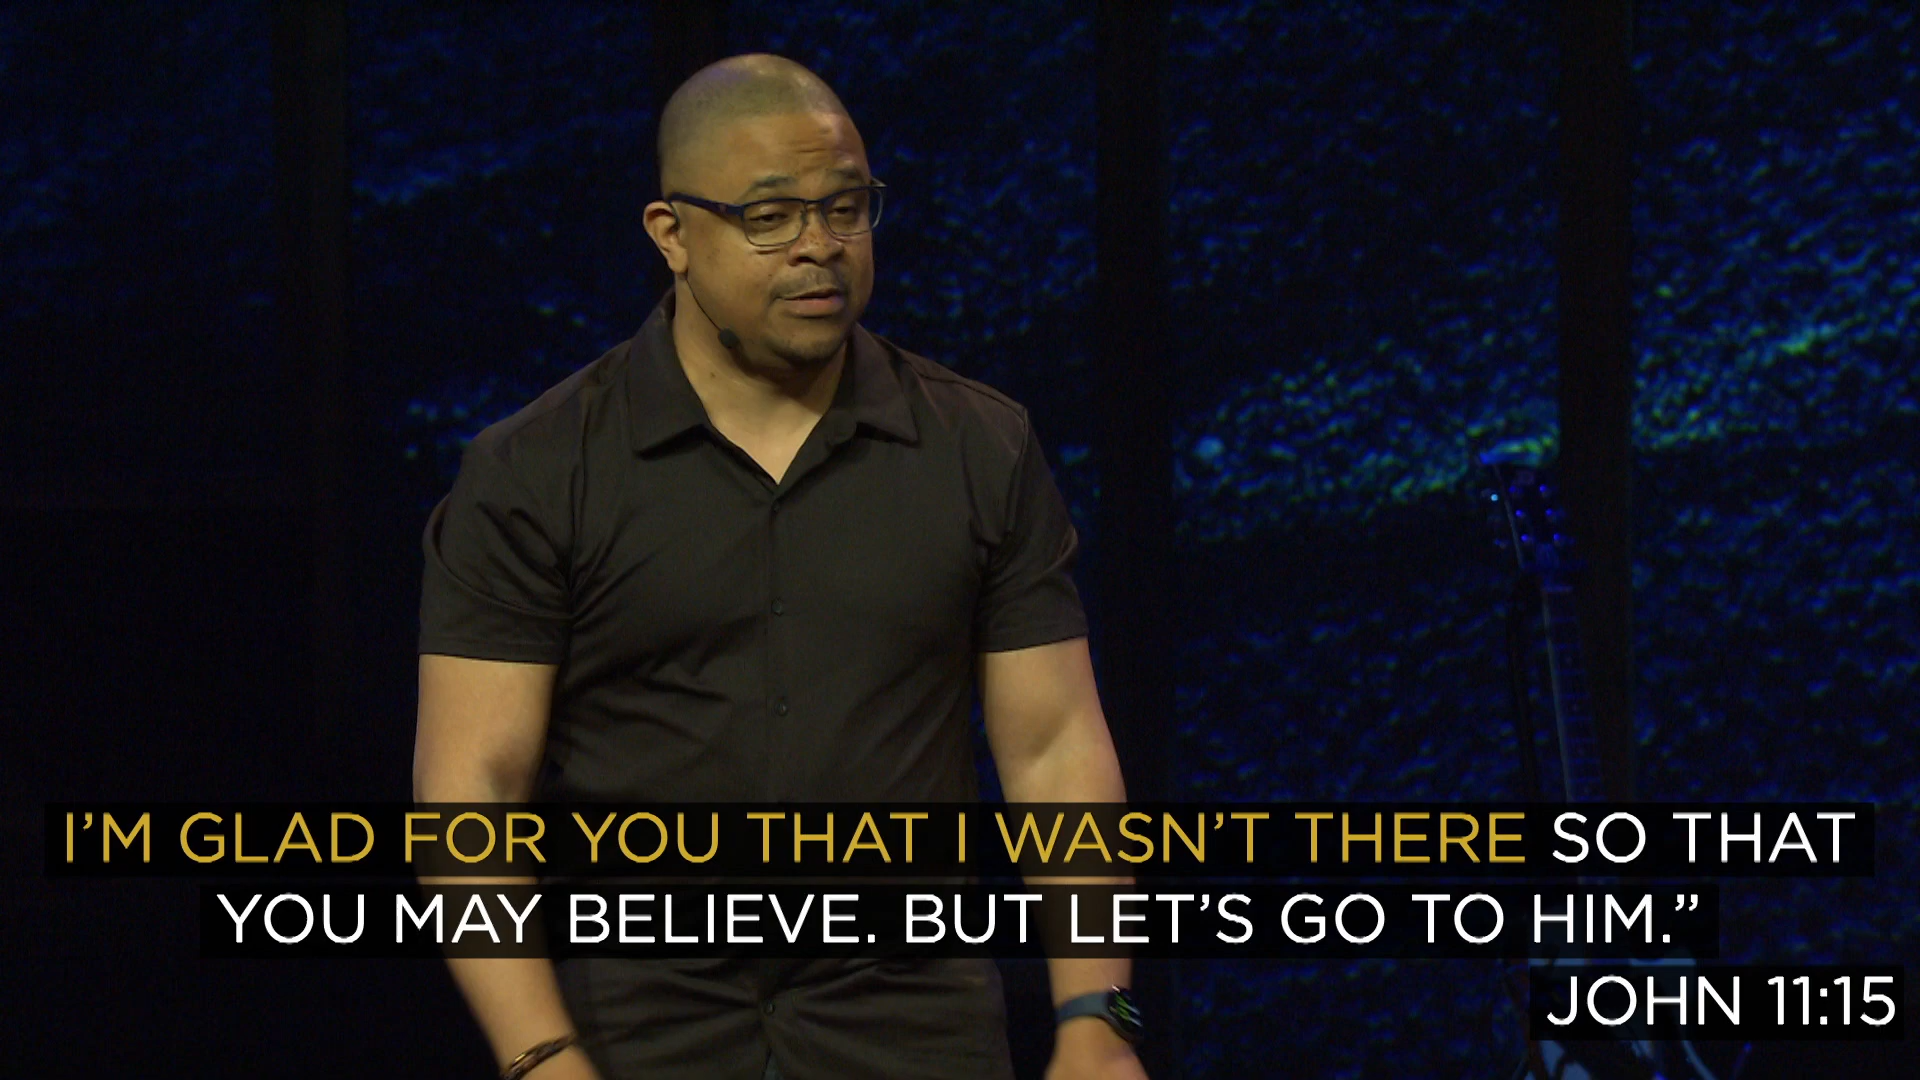 I’M GLAD FOR YOU THAT I WASN’T THERE SO THAT
YOU MAY BELIEVE. BUT LET’S GO TO HIM.”
JOHN 11:15